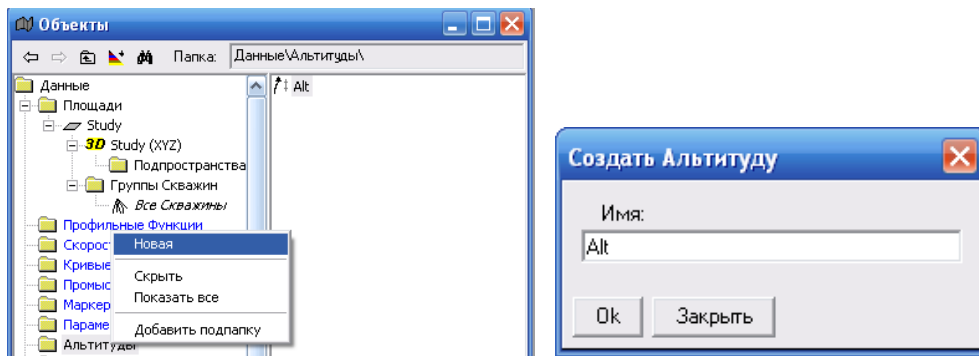 Объекты
Папка: Данные\Альтитуды\
Данные
Площади
Study
3D Study (XYZ)
Подпространства
Группы Скважин
Все Скважины
Профильные Функции
Скорос
Кривые
Промыс
Маркер
Параме
Альтитуды
Новая
Скрыть
Показать все
Добавить подпапку
Alt
Создать Альтитуду
Имя:
Alt
Ok Закрыть